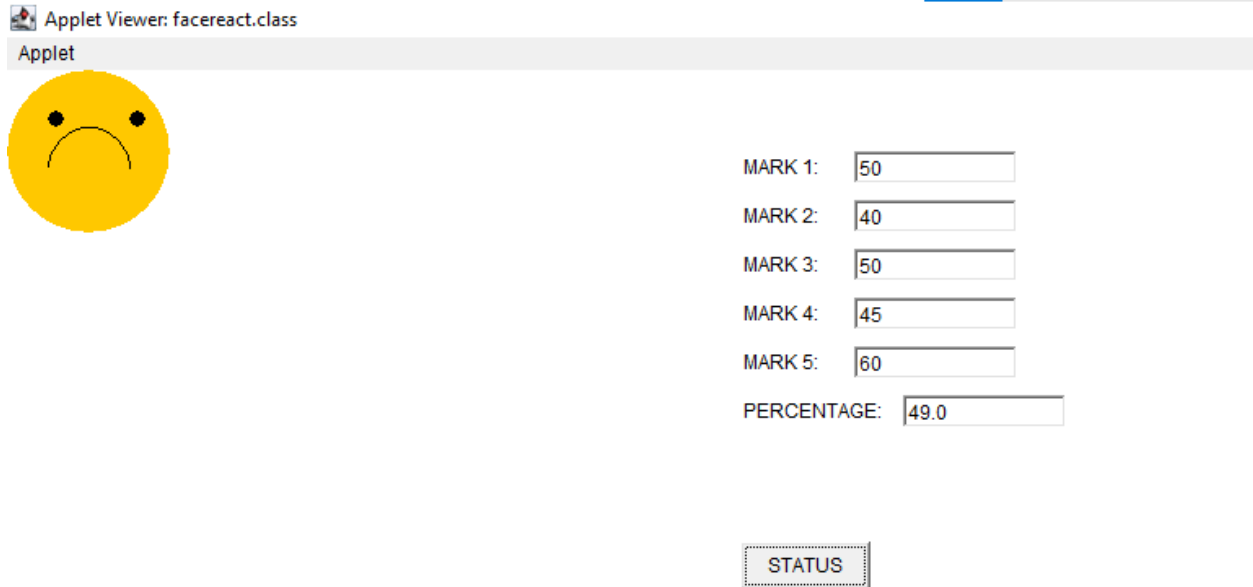 Applet Viewer: facereact.class
Applet
MARK 1: 50
MARK 2: 40
MARK 3: 50
MARK 4: 45
MARK 5: 60
PERCENTAGE: 49.0
STATUS